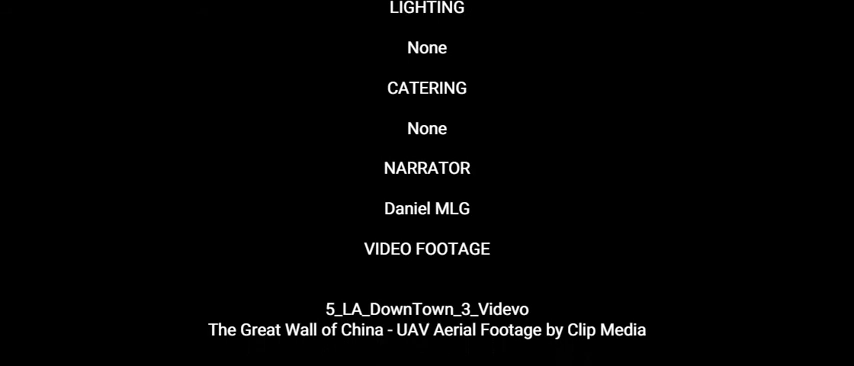 LIGHTING
None
CATERING
None
NARRATOR
Daniel MLG
VIDEO FOOTAGE
5_LA_DownTown_3_Videvo
The Great Wall of China - UAV Aerial Footage by Clip Media